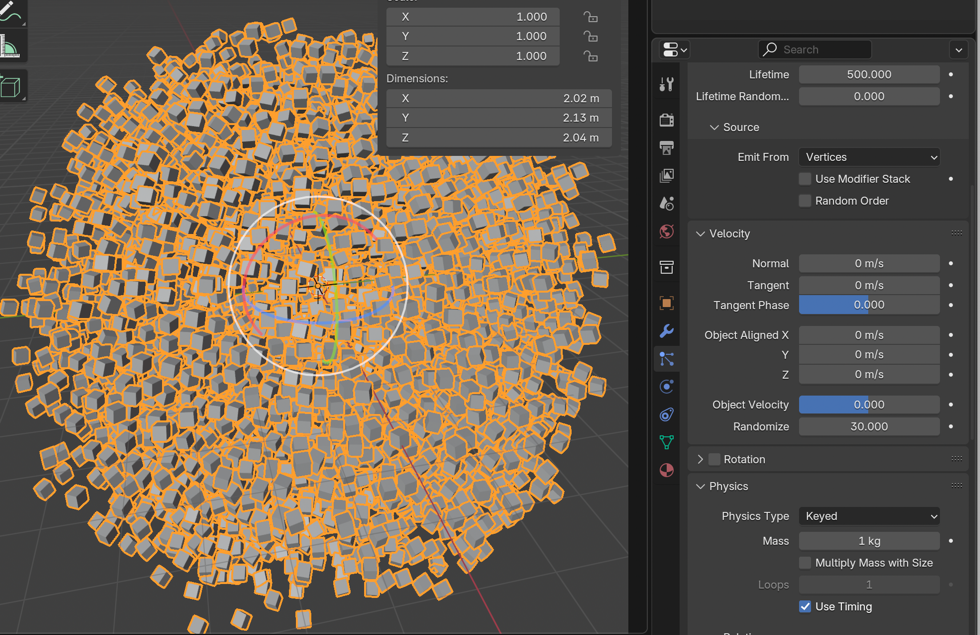 X 1.000
Y 1.000
Z 1.000
Dimensions:
X 2.02 m
Y 2.13 m
Z 2.04 m
Search
Lifetime 500.000
Lifetime Random... 0.000
Source
Emit From Vertices
Use Modifier Stack
Random Order
Velocity
Normal 0 m/s
Tangent 0 m/s
Tangent Phase 0.000
Object Aligned X 0 m/s
Y 0 m/s
Z 0 m/s
Object Velocity 0.000
Randomize 30.000
Rotation
Physics
Physics Type Keyed
Mass 1 kg
Multiply Mass with Size
Loops 1
Use Timing